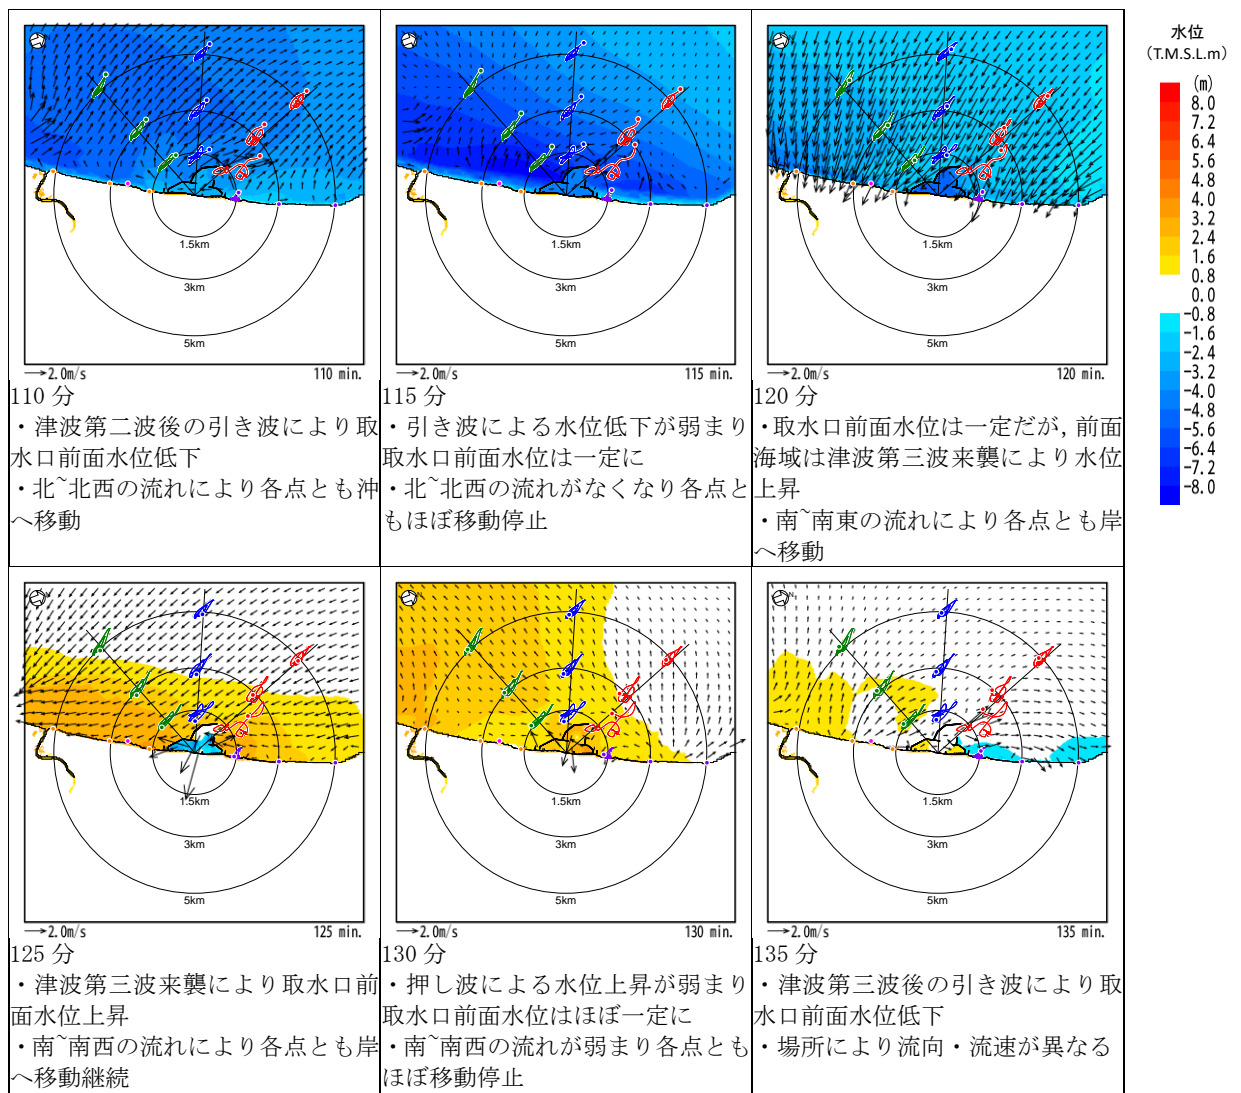 水位
(T.M.S.L.m)
(m)
8.0
7.2
6.4
5.6
4.8
4.0
3.2
2.4
1.6
0.8
0.0
-0.8
-1.6
-2.4
-3.2
-4.0
-4.8
-5.6
-6.4
-7.2
-8.0
N
1.5km
3km
5km
2.0m/s
110 min.
110 分
・津波第二波後の引き波により取
水口前面水位低下
・北~北西の流れにより各点とも沖
へ移動
N
1.5km
3km
5km
2.0m/s
115 min.
115 分
・引き波による水位低下が弱まり
取水口前面水位は一定に
・北~北西の流れがなくなり各点と
もほぼ移動停止
N
1.5km
3km
5km
2.0m/s
120 min.
120 分
・取水口前面水位は一定だが,前面
海域は津波第三波来襲により水位
上昇
・南~南東の流れにより各点とも岸
へ移動
N
1.5km
3km
5km
2.0m/s
125 min.
125 分
・津波第三波来襲により取水口前
面水位上昇
・南~南西の流れにより各点とも岸
へ移動継続
N
1.5km
3km
5km
2.0m/s
130 min.
130 分
・押し波による水位上昇が弱まり
取水口前面水位はほぼ一定に
・南~南西の流れが弱まり各点とも
ほぼ移動停止
N
1.5km
3km
5km
2.0m/s
135 min.
135 分
・津波第三波後の引き波により取
水口前面水位低下
・場所により流向・流速が異なる